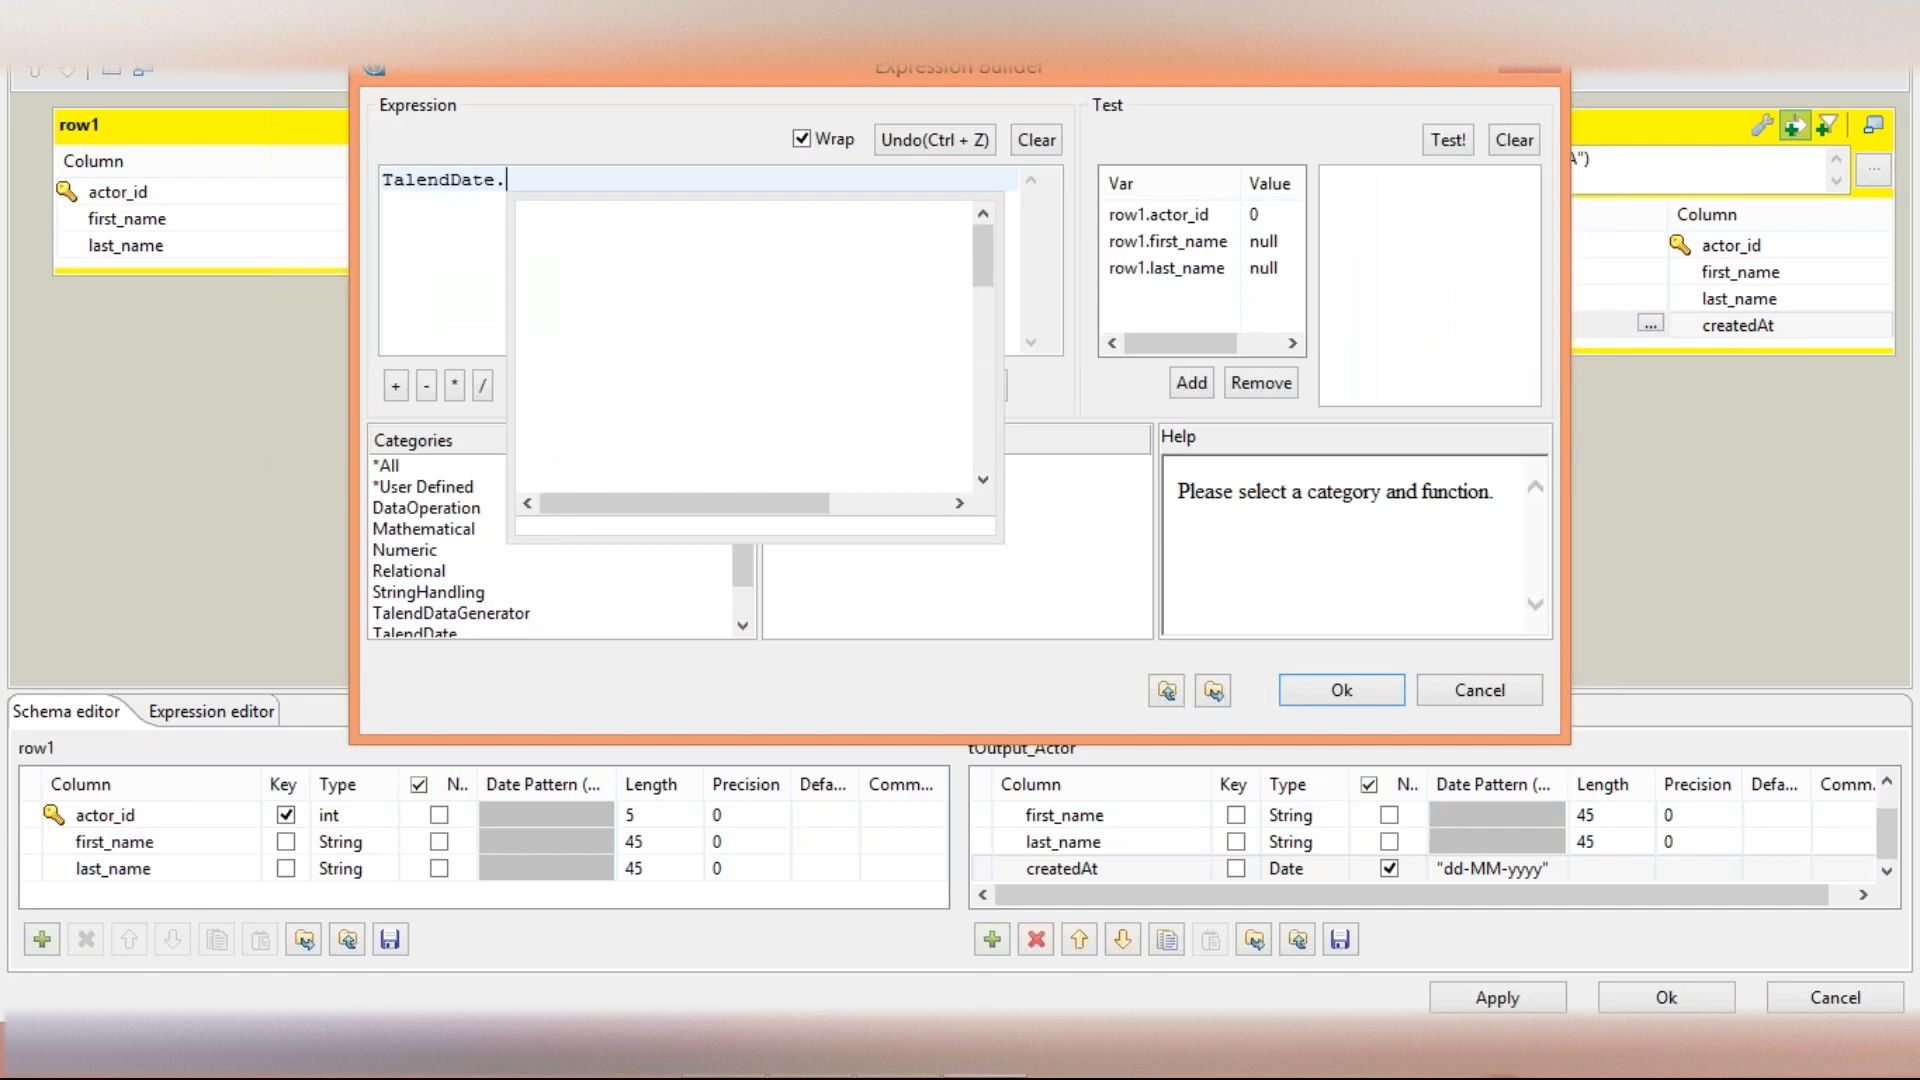 Expression Builder
row1
Column
actor_id
first_name
last_name
Expression
Wrap
Undo(Ctrl + Z)
Clear
TalendDate.
+
-
*
/
Test
Test!
Clear
Var Value
row1.actor_id 0
row1.first_name null
row1.last_name null
Add
Remove
A")
...
Column
actor_id
first_name
last_name
... createdAt
Categories
*All
*User Defined
DataOperation
Mathematical
Numeric
Relational
StringHandling
TalendDataGenerator
TalendDate
Help
Please select a category and function.
Ok
Cancel
Schema editor
Expression editor
row1
Column Key Type N.. Date Pattern (... Length Precision Defa... Comm...
actor_id int 5 0
first_name String 45 0
last_name String 45 0
tOutput_Actor
Column Key Type N.. Date Pattern (... Length Precision Defa... Comm.
first_name String 45 0
last_name String 45 0
createdAt Date "dd-MM-yyyy"
Apply
Ok
Cancel